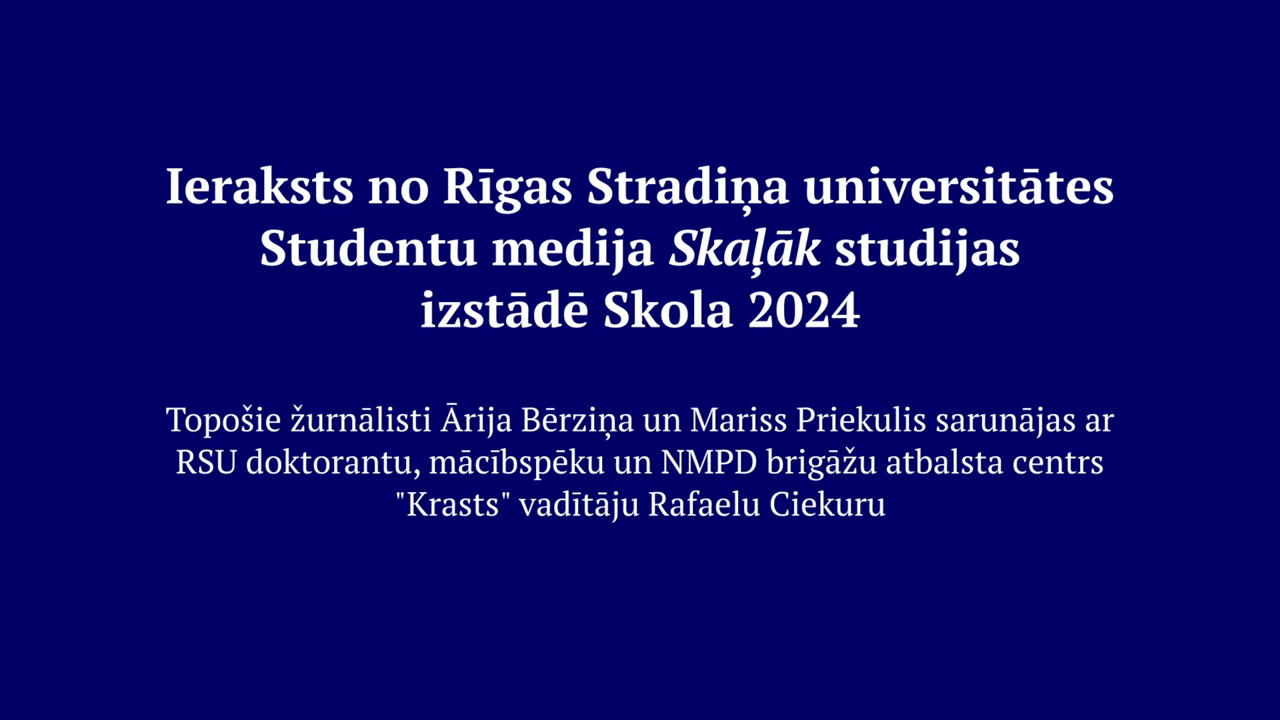 Ieraksts no Rīgas Stradiņa universitātes
Studentu medija Skaļāk studijas
izstādē Skola 2024
Topošie žurnālisti Ārija Bērziņa un Mariss Priekulis sarunājas ar
RSU doktorantu, mācībspēku un NMPD brigāžu atbalsta centrs
"Krasts" vadītāju Rafaelu Ciekuru